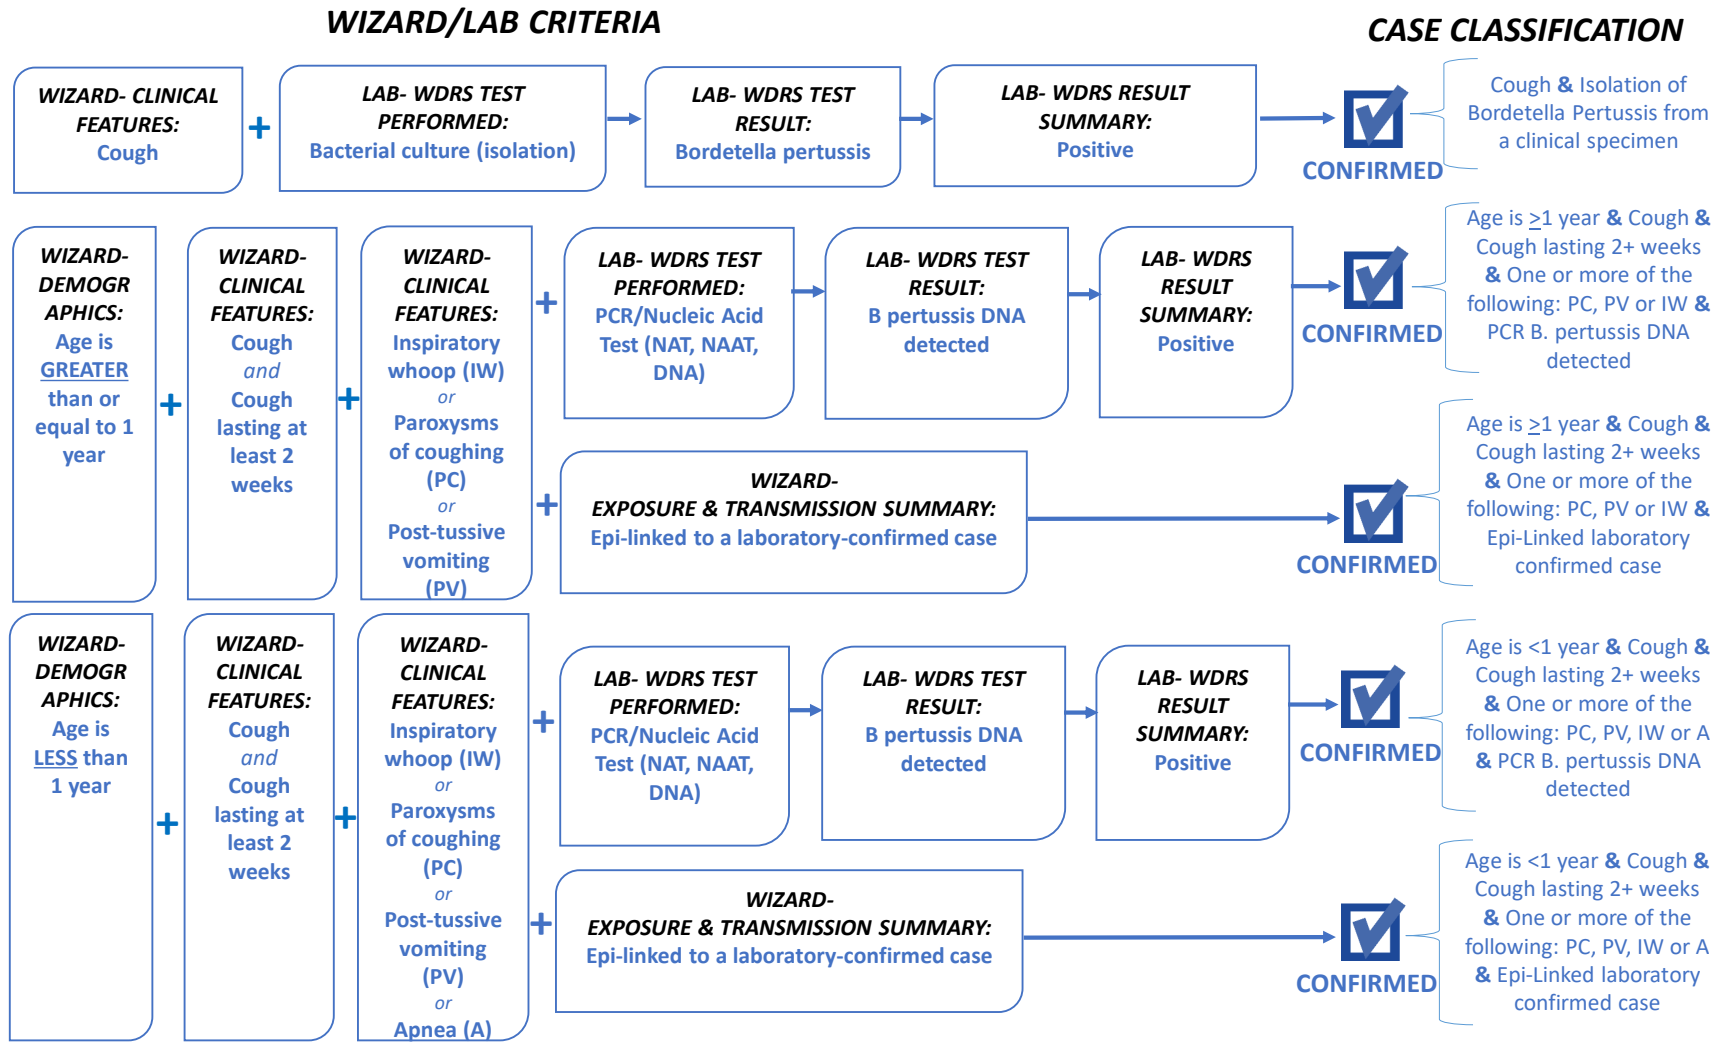 WIZARD/LAB CRITERIA
CASE CLASSIFICATION
WIZARD- CLINICAL
FEATURES:
Cough
+
LAB- WDRS TEST
PERFORMED:
Bacterial culture (isolation)
LAB- WDRS TEST
RESULT:
Bordetella pertussis
LAB- WDRS RESULT
SUMMARY:
Positive
CONFIRMED
Cough & Isolation of
Bordetella Pertussis from
a clinical specimen
WIZARD-
DEMOGR
APHICS:
Age is
GREATER
than or
equal to 1
year
+
WIZARD-
CLINICAL
FEATURES:
Cough
and
Cough
lasting at
least 2
weeks
+
WIZARD-
CLINICAL
FEATURES:
Inspiratory
whoop (IW)
or
Paroxysms
of coughing
(PC)
or
Post-tussive
vomiting
(PV)
+
LAB- WDRS TEST
PERFORMED:
PCR/Nucleic Acid
Test (NAT, NAAT,
DNA)
LAB- WDRS TEST
RESULT:
B pertussis DNA
detected
LAB- WDRS
RESULT
SUMMARY:
Positive
CONFIRMED
Age is ≥1 year & Cough &
Cough lasting 2+ weeks
& One or more of the
following: PC, PV or IW &
PCR B. pertussis DNA
detected
+
WIZARD-
EXPOSURE & TRANSMISSION SUMMARY:
Epi-linked to a laboratory-confirmed case
CONFIRMED
Age is ≥1 year & Cough &
Cough lasting 2+ weeks
& One or more of the
following: PC, PV or IW &
Epi-Linked laboratory
confirmed case
WIZARD-
DEMOGR
APHICS:
Age is
LESS than
1 year
+
WIZARD-
CLINICAL
FEATURES:
Cough
and
Cough
lasting at
least 2
weeks
+
WIZARD-
CLINICAL
FEATURES:
Inspiratory
whoop (IW)
or
Paroxysms
of coughing
(PC)
or
Post-tussive
vomiting
(PV)
or
Apnea (A)
+
LAB- WDRS TEST
PERFORMED:
PCR/Nucleic Acid
Test (NAT, NAAT,
DNA)
LAB- WDRS TEST
RESULT:
B pertussis DNA
detected
LAB- WDRS
RESULT
SUMMARY:
Positive
CONFIRMED
Age is <1 year & Cough &
Cough lasting 2+ weeks
& One or more of the
following: PC, PV, IW or A
& PCR B. pertussis DNA
detected
+
WIZARD-
EXPOSURE & TRANSMISSION SUMMARY:
Epi-linked to a laboratory-confirmed case
CONFIRMED
Age is <1 year & Cough &
Cough lasting 2+ weeks
& One or more of the
following: PC, PV, IW or A
& Epi-Linked laboratory
confirmed case